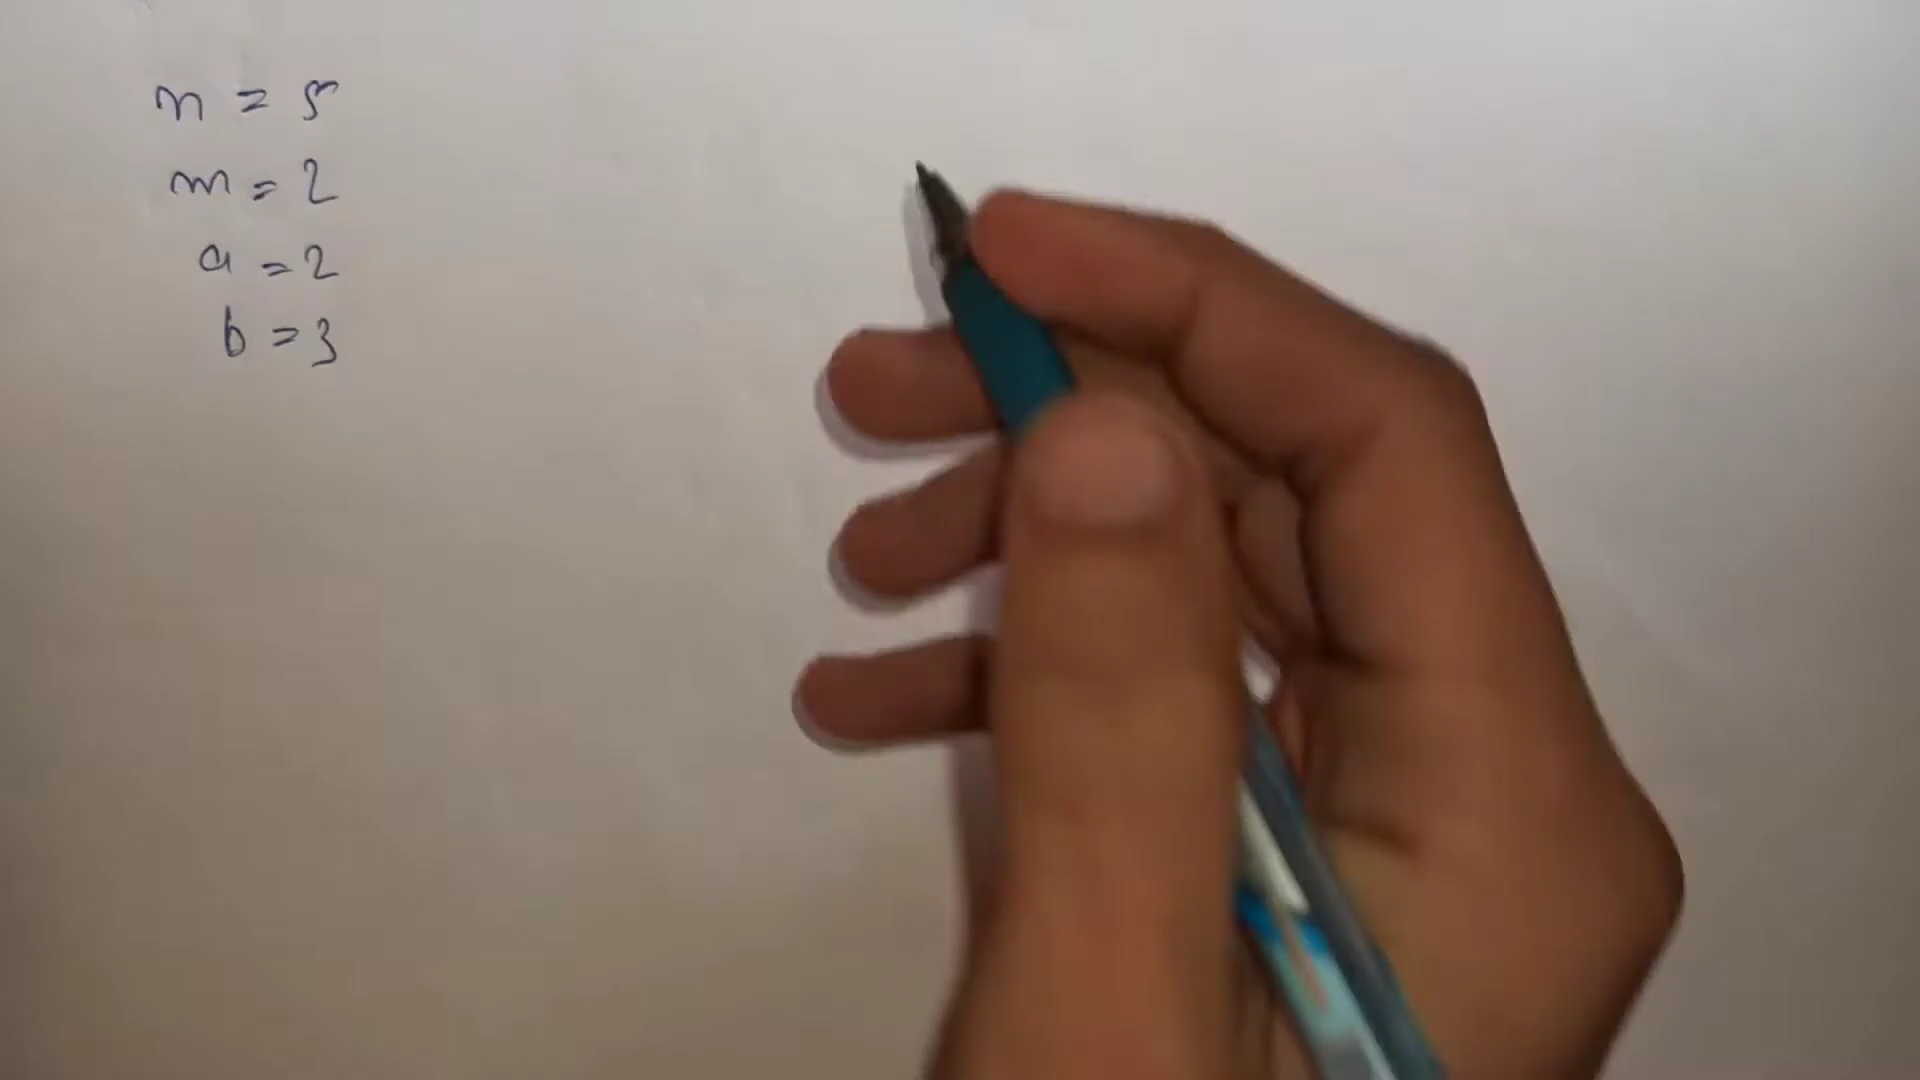 n = 5
m = 2
a = 2
b = 3